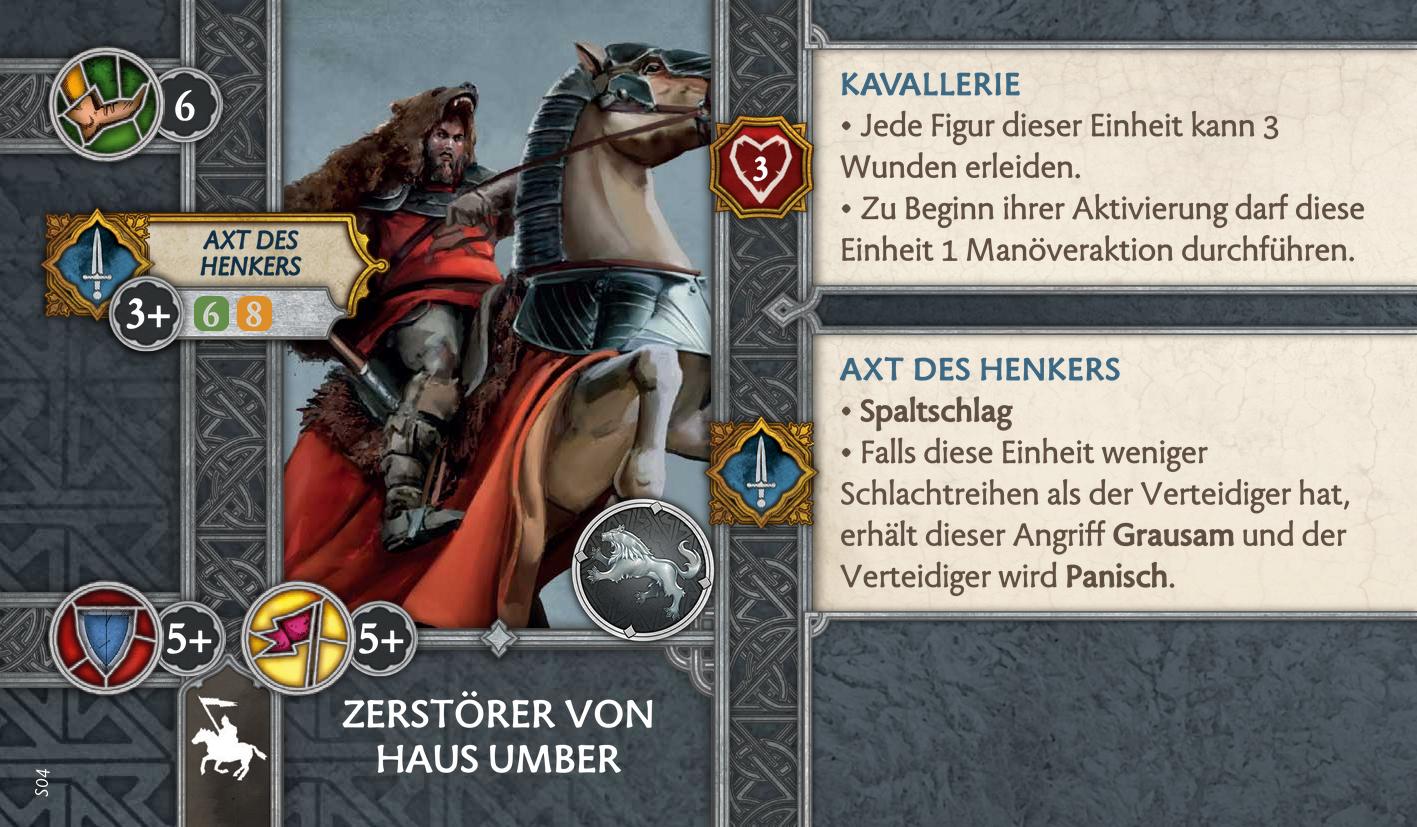 6
AXT DES
HENKERS
3+ 6 8
5+ 5+
ZERSTÖRER VON
HAUS UMBER
S04
3
KAVALLERIE
• Jede Figur dieser Einheit kann 3
Wunden erleiden.
• Zu Beginn ihrer Aktivierung darf diese
Einheit 1 Manöveraktion durchführen.
AXT DES HENKERS
• Spaltschlag
• Falls diese Einheit weniger
Schlachtreihen als der Verteidiger hat,
erhält dieser Angriff Grausam und der
Verteidiger wird Panisch.